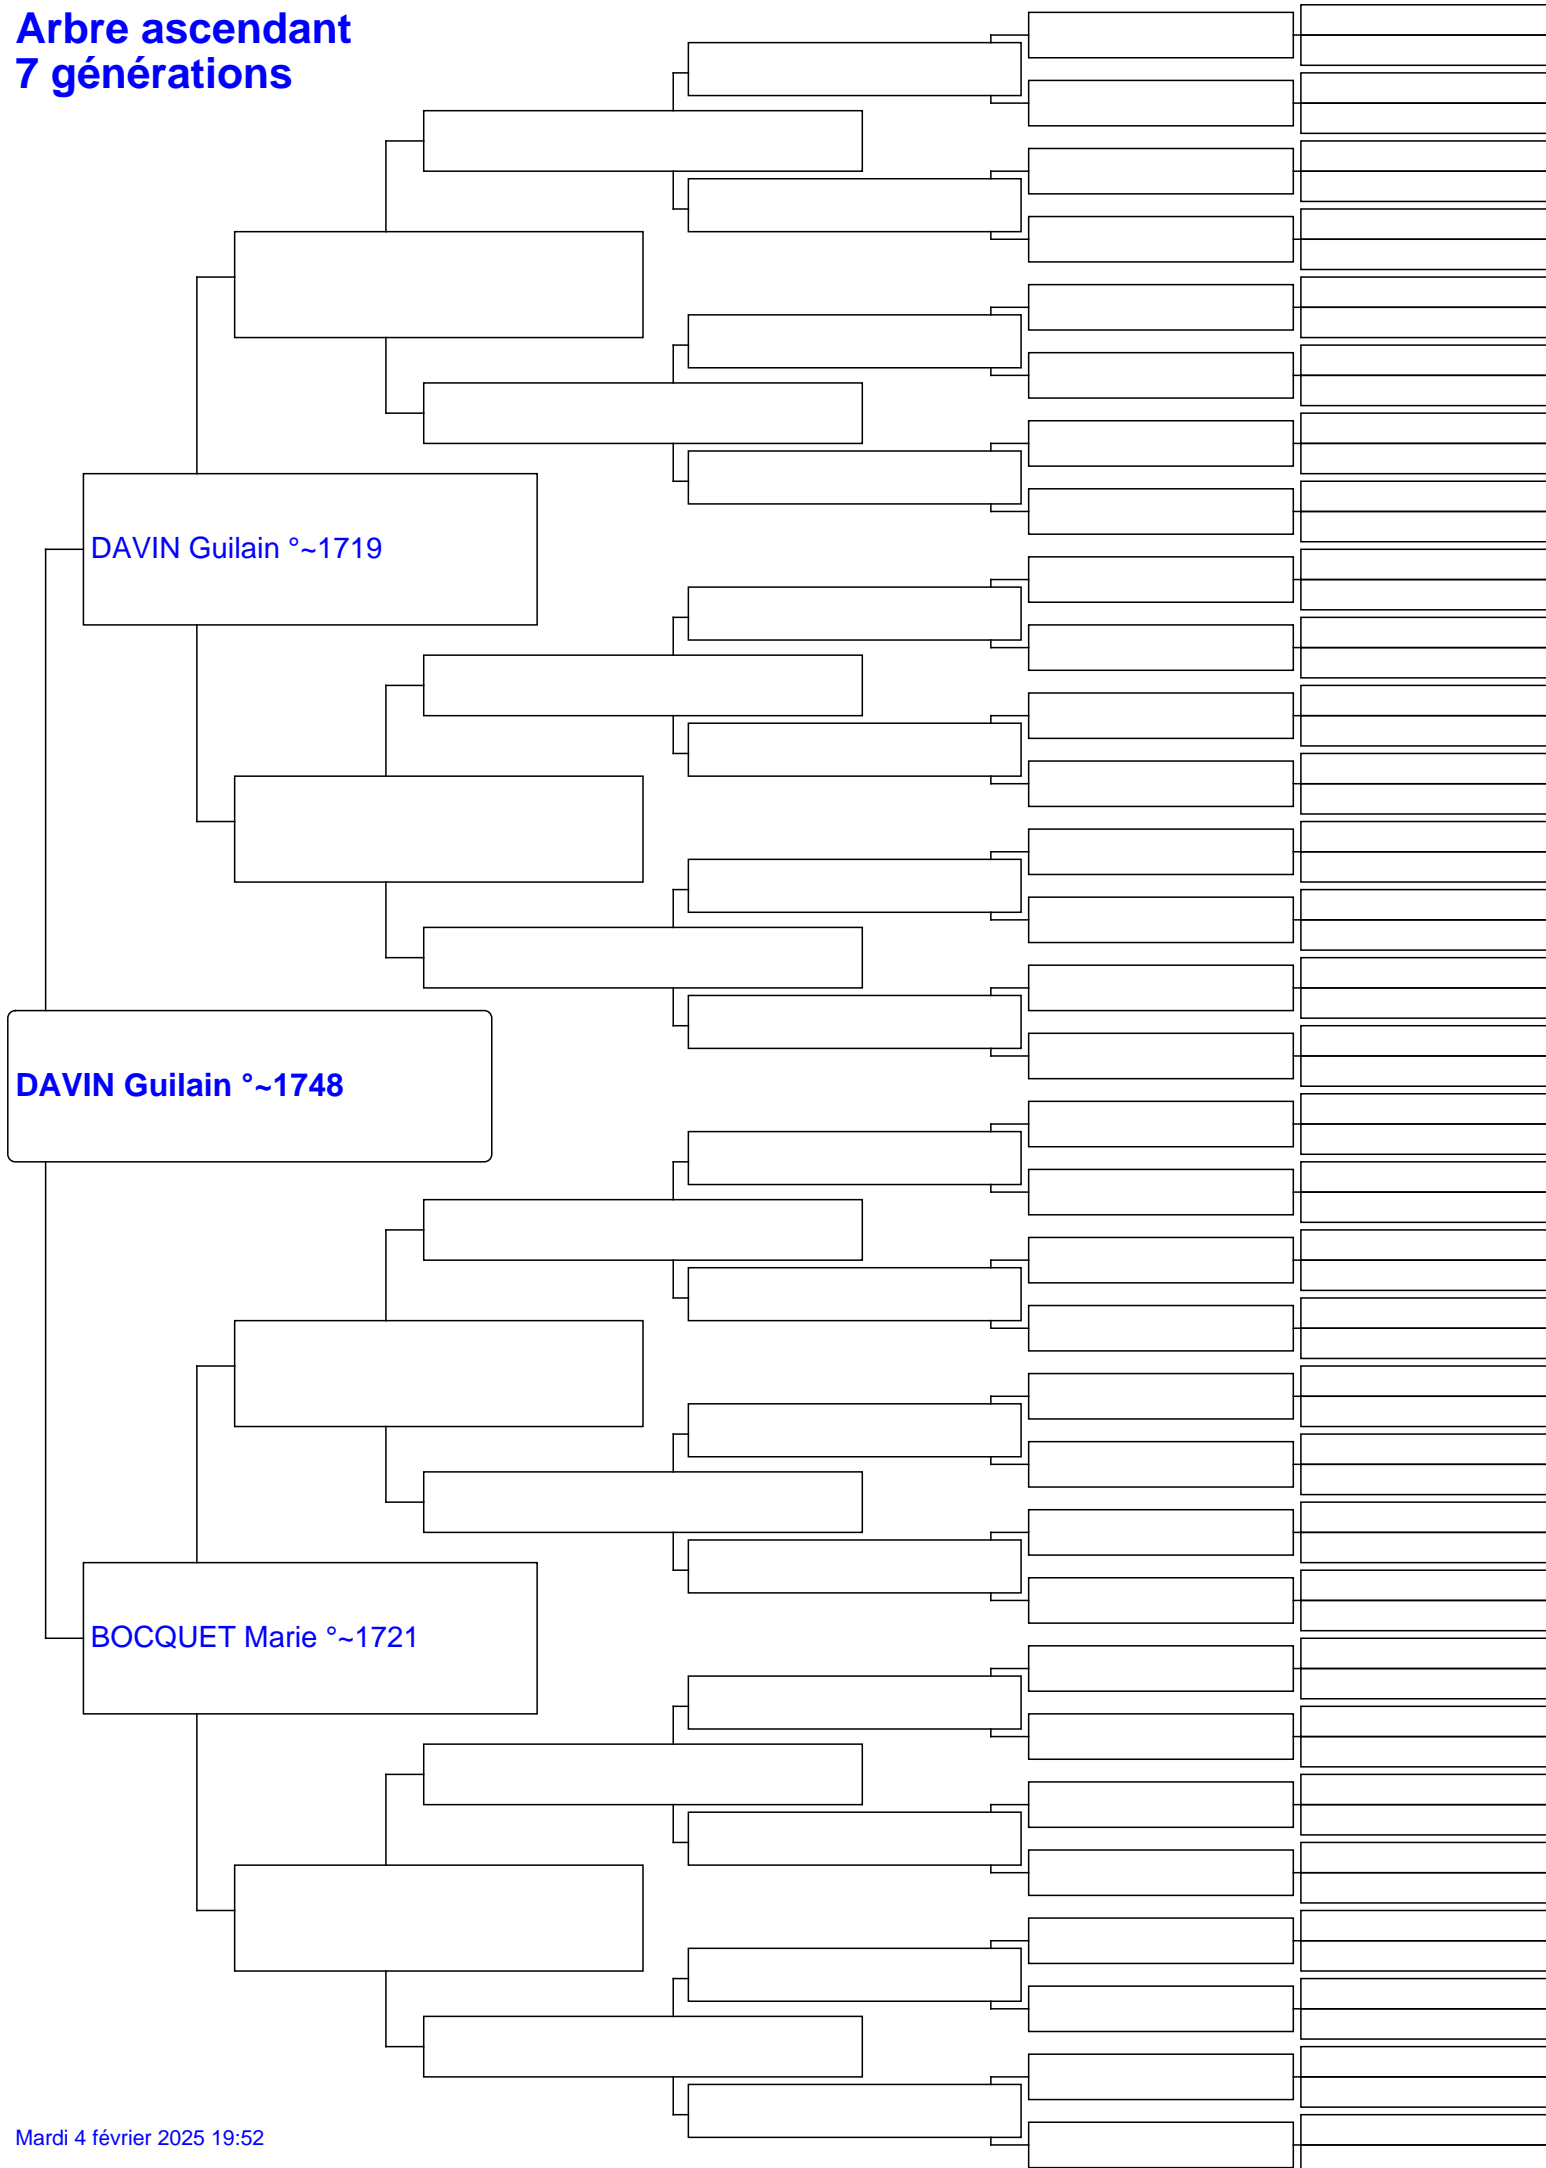 Arbre ascendant
7 générations
DAVIN Guilain °~1719
DAVIN Guilain °~1748
BOCQUET Marie °~1721
Mardi 4 février 2025 19:52